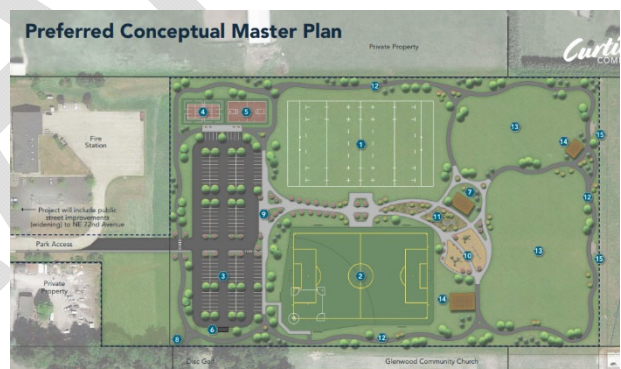 Preferred Conceptual Master Plan
Private Property
Curti
COM
Fire
Station
Project will include public
street improvements
(widening) to NE 72nd Avenue
Park Access
Private
Property
Disc Golf
Glenwood Community Church
12
4
5
1
13
14
15
7
12
9
11
10
3
2
13
15
14
6
8
12